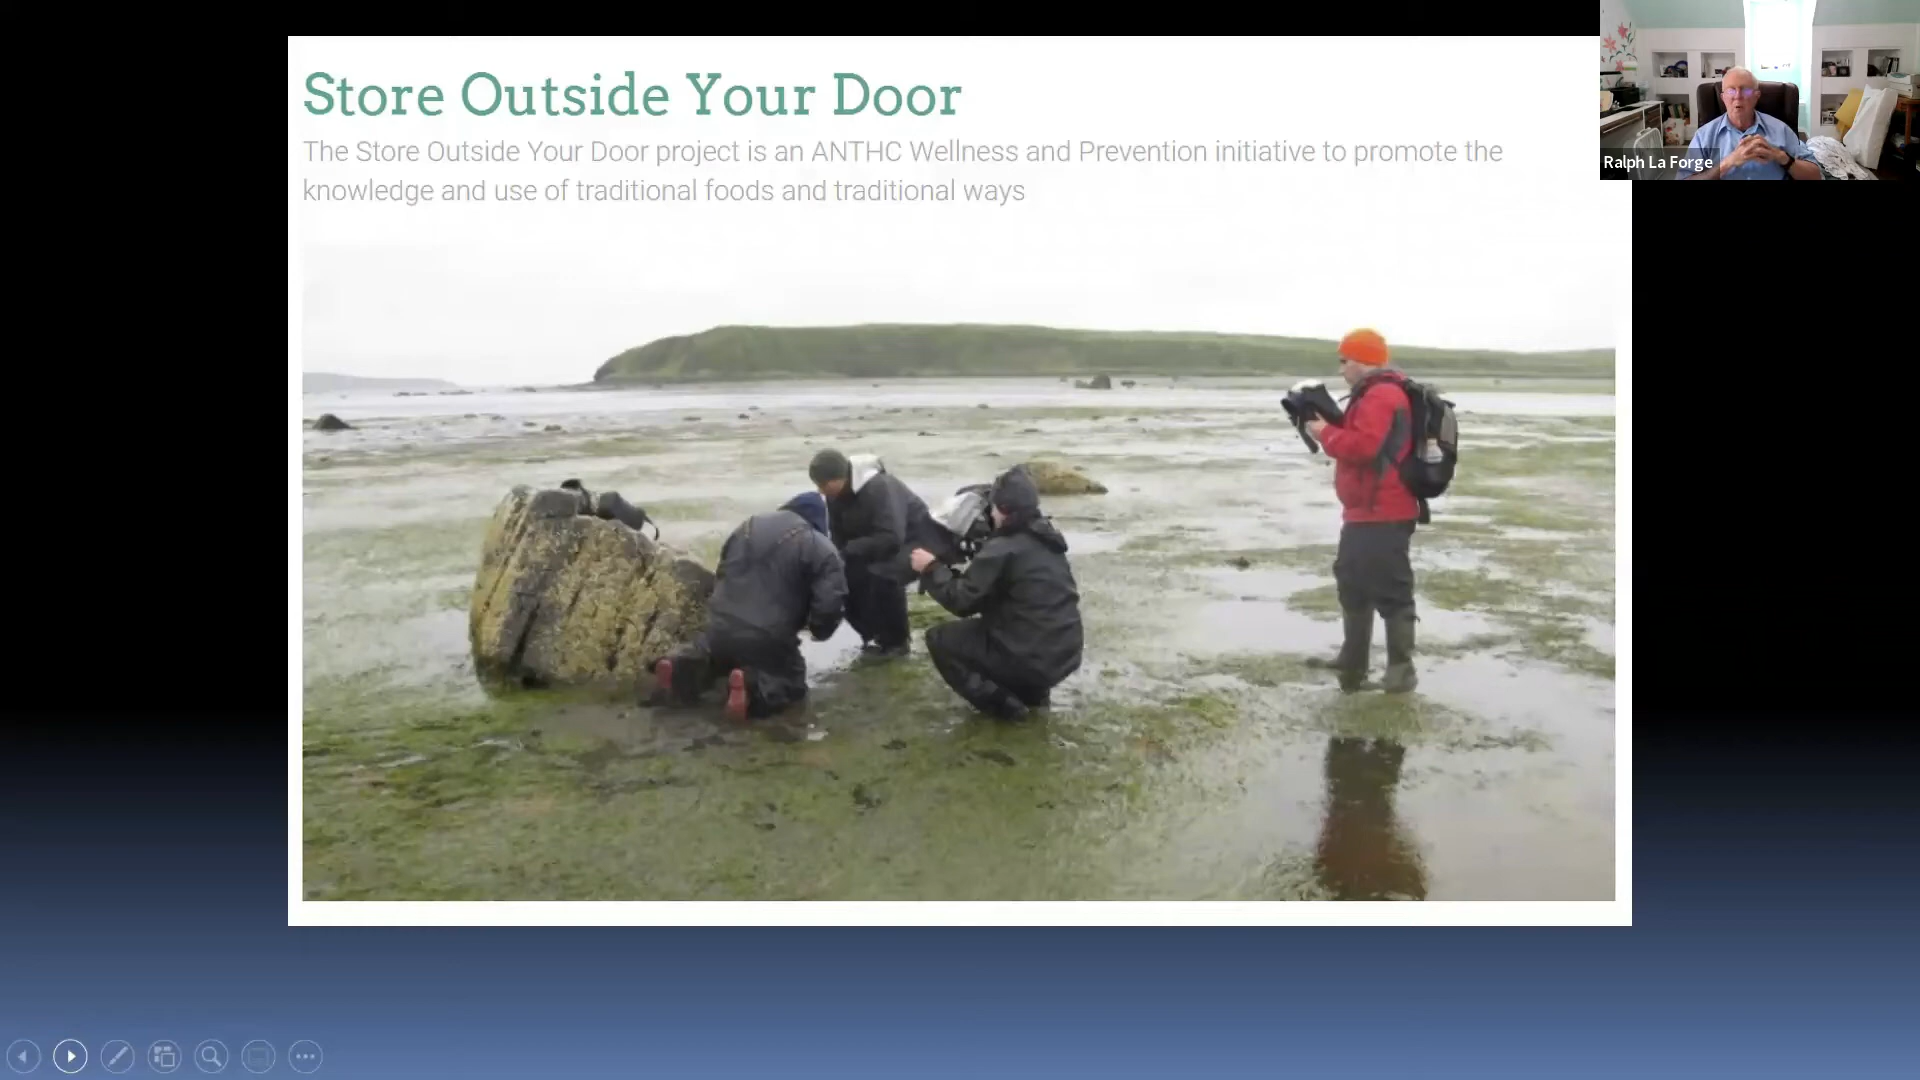 Store Outside Your Door
The Store Outside Your Door project is an ANTHC Wellness and Prevention initiative to promote the
knowledge and use of traditional foods and traditional ways
Ralph La Forge